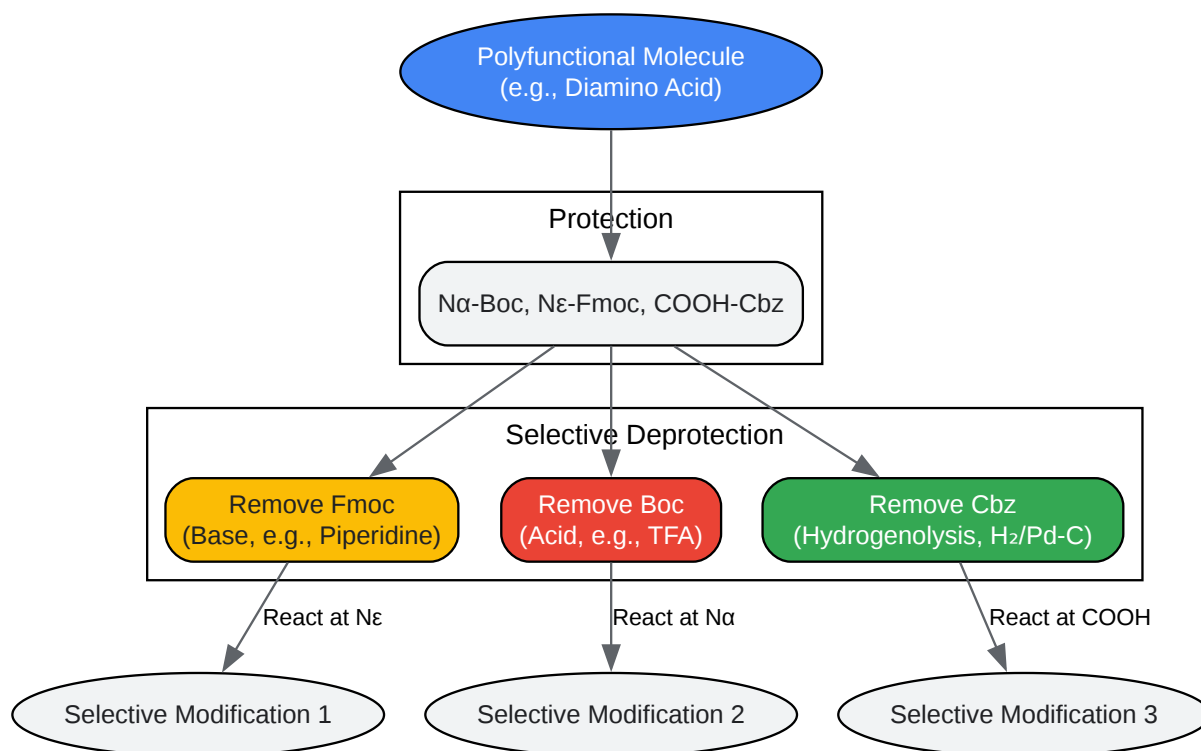 Polyfunctional Molecule
(e.g., Diamino Acid)
Protection
Nα-Boc, Nε-Fmoc, COOH-Cbz
Selective Deprotection
Remove Fmoc
(Base, e.g., Piperidine)
Remove Boc
(Acid, e.g., TFA)
Remove Cbz
(Hydrogenolysis, H₂/Pd-C)
React at Nε
React at Nα
React at COOH
Selective Modification 1
Selective Modification 2
Selective Modification 3